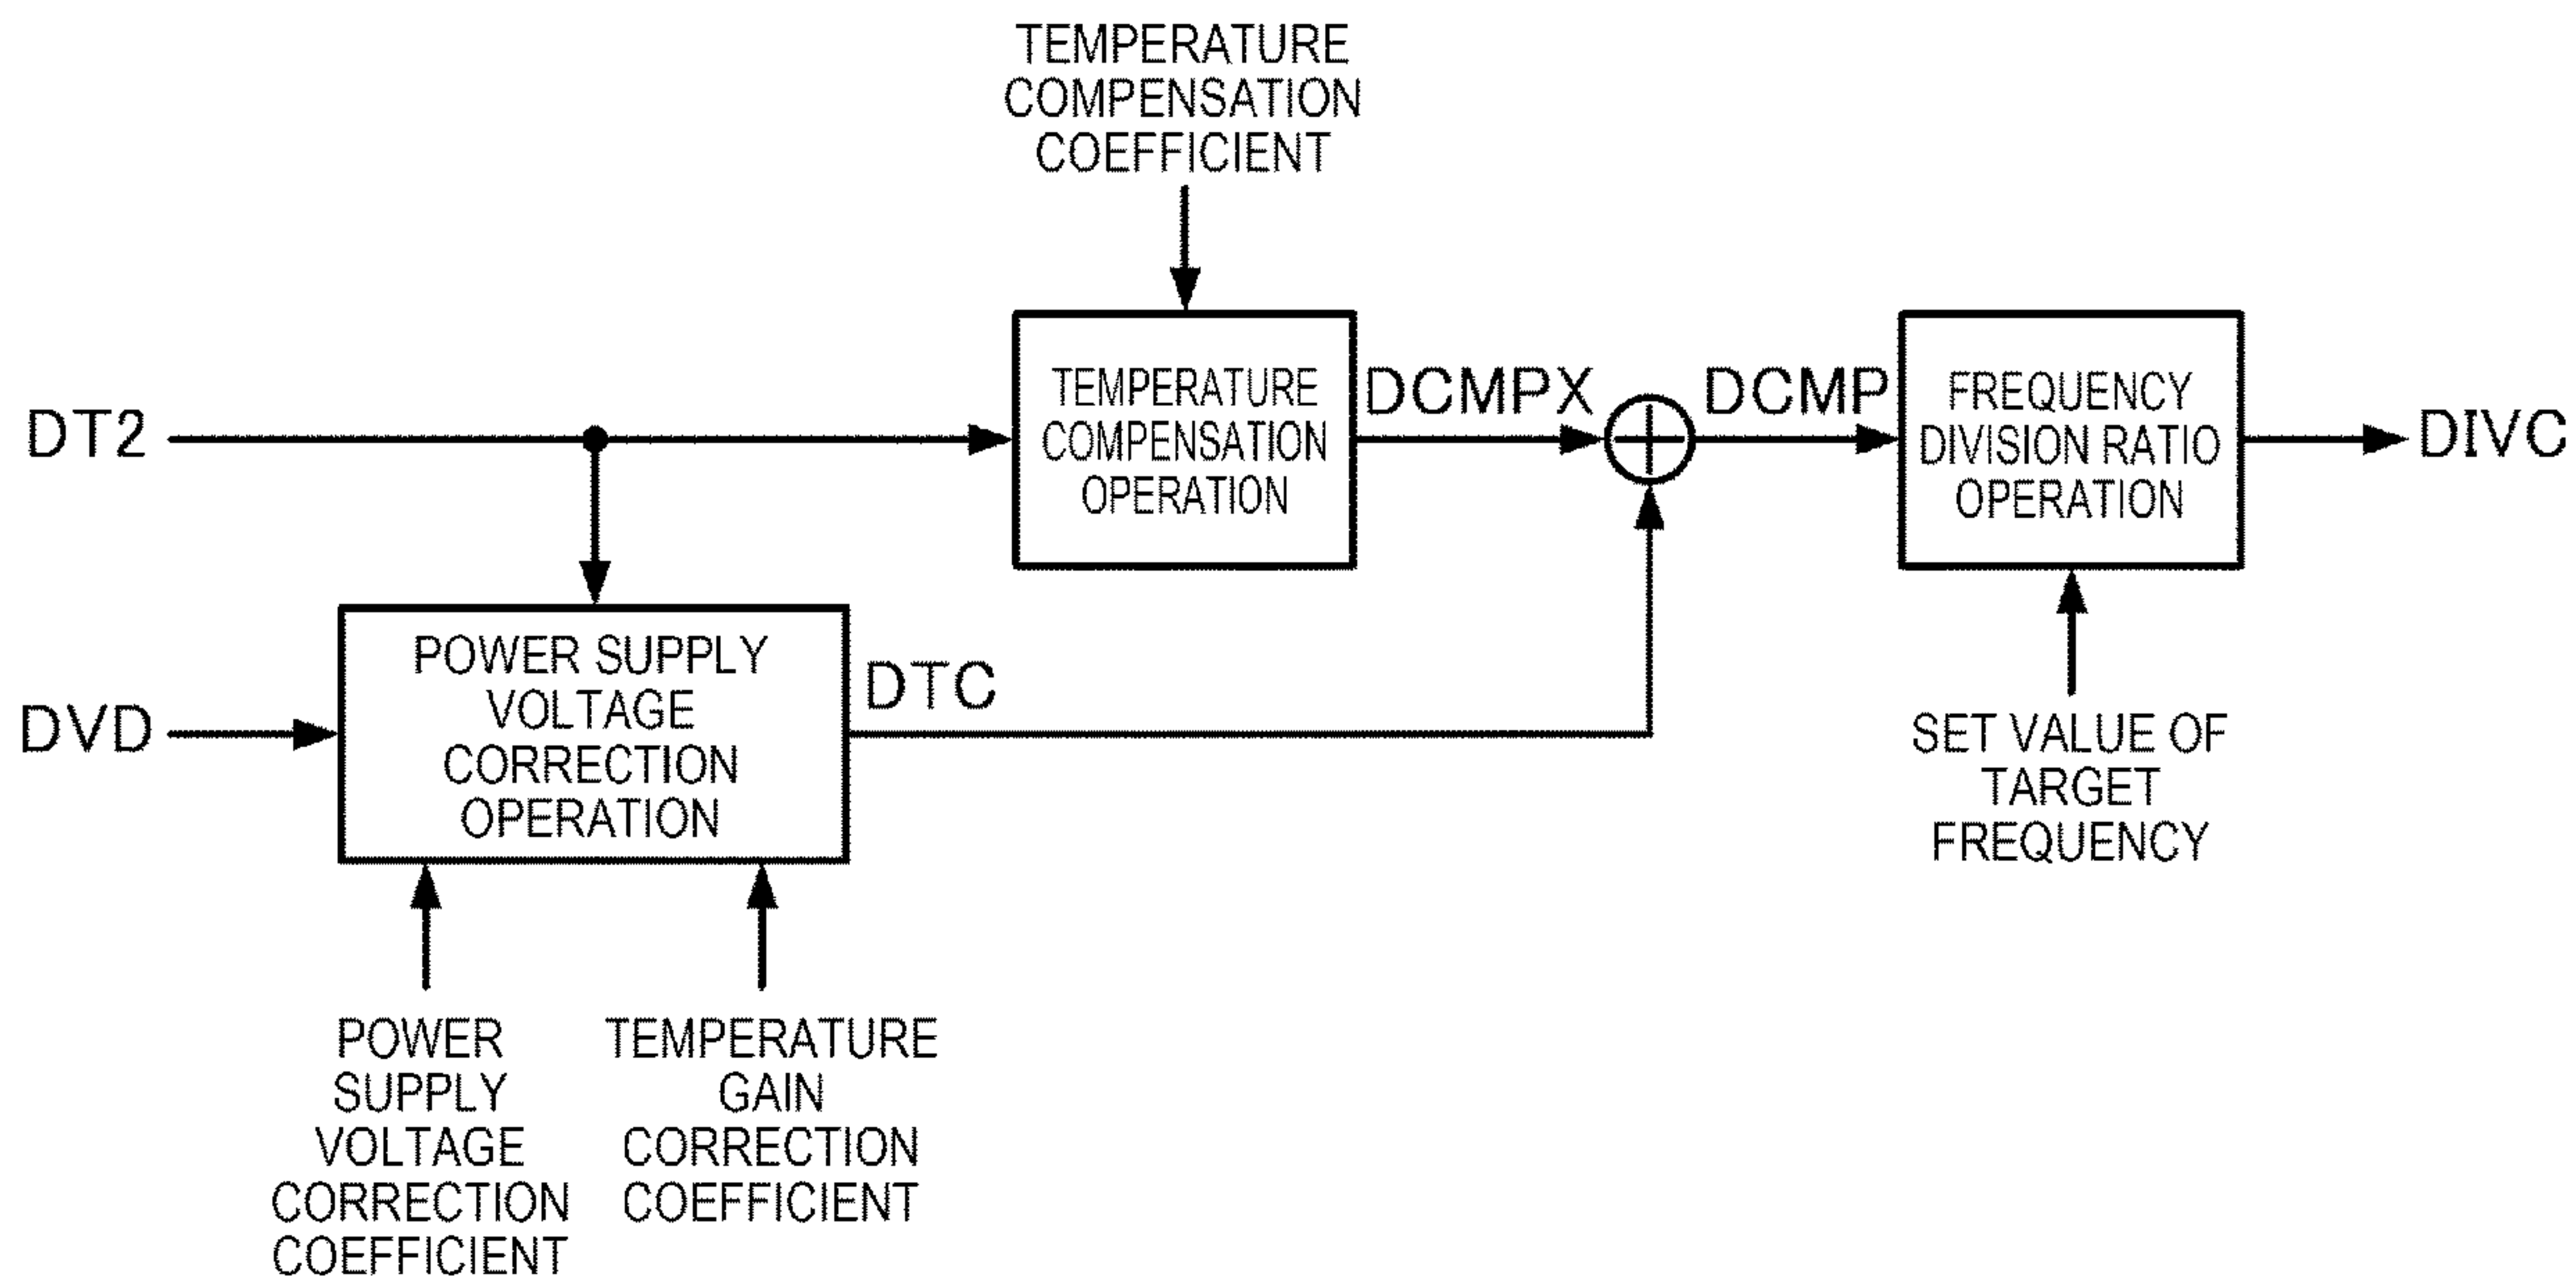 TEMPERATURE
COMPENSATION
COEFFICIENT
DT2
TEMPERATURE
COMPENSATION
OPERATION
DCMPX
DCMP
FREQUENCY
DIVISION RATIO
OPERATION
DIVC
DVD
POWER SUPPLY
VOLTAGE
CORRECTION
OPERATION
DTC
SET VALUE OF
TARGET
FREQUENCY
POWER
SUPPLY
VOLTAGE
CORRECTION
COEFFICIENT
TEMPERATURE
GAIN
CORRECTION
COEFFICIENT